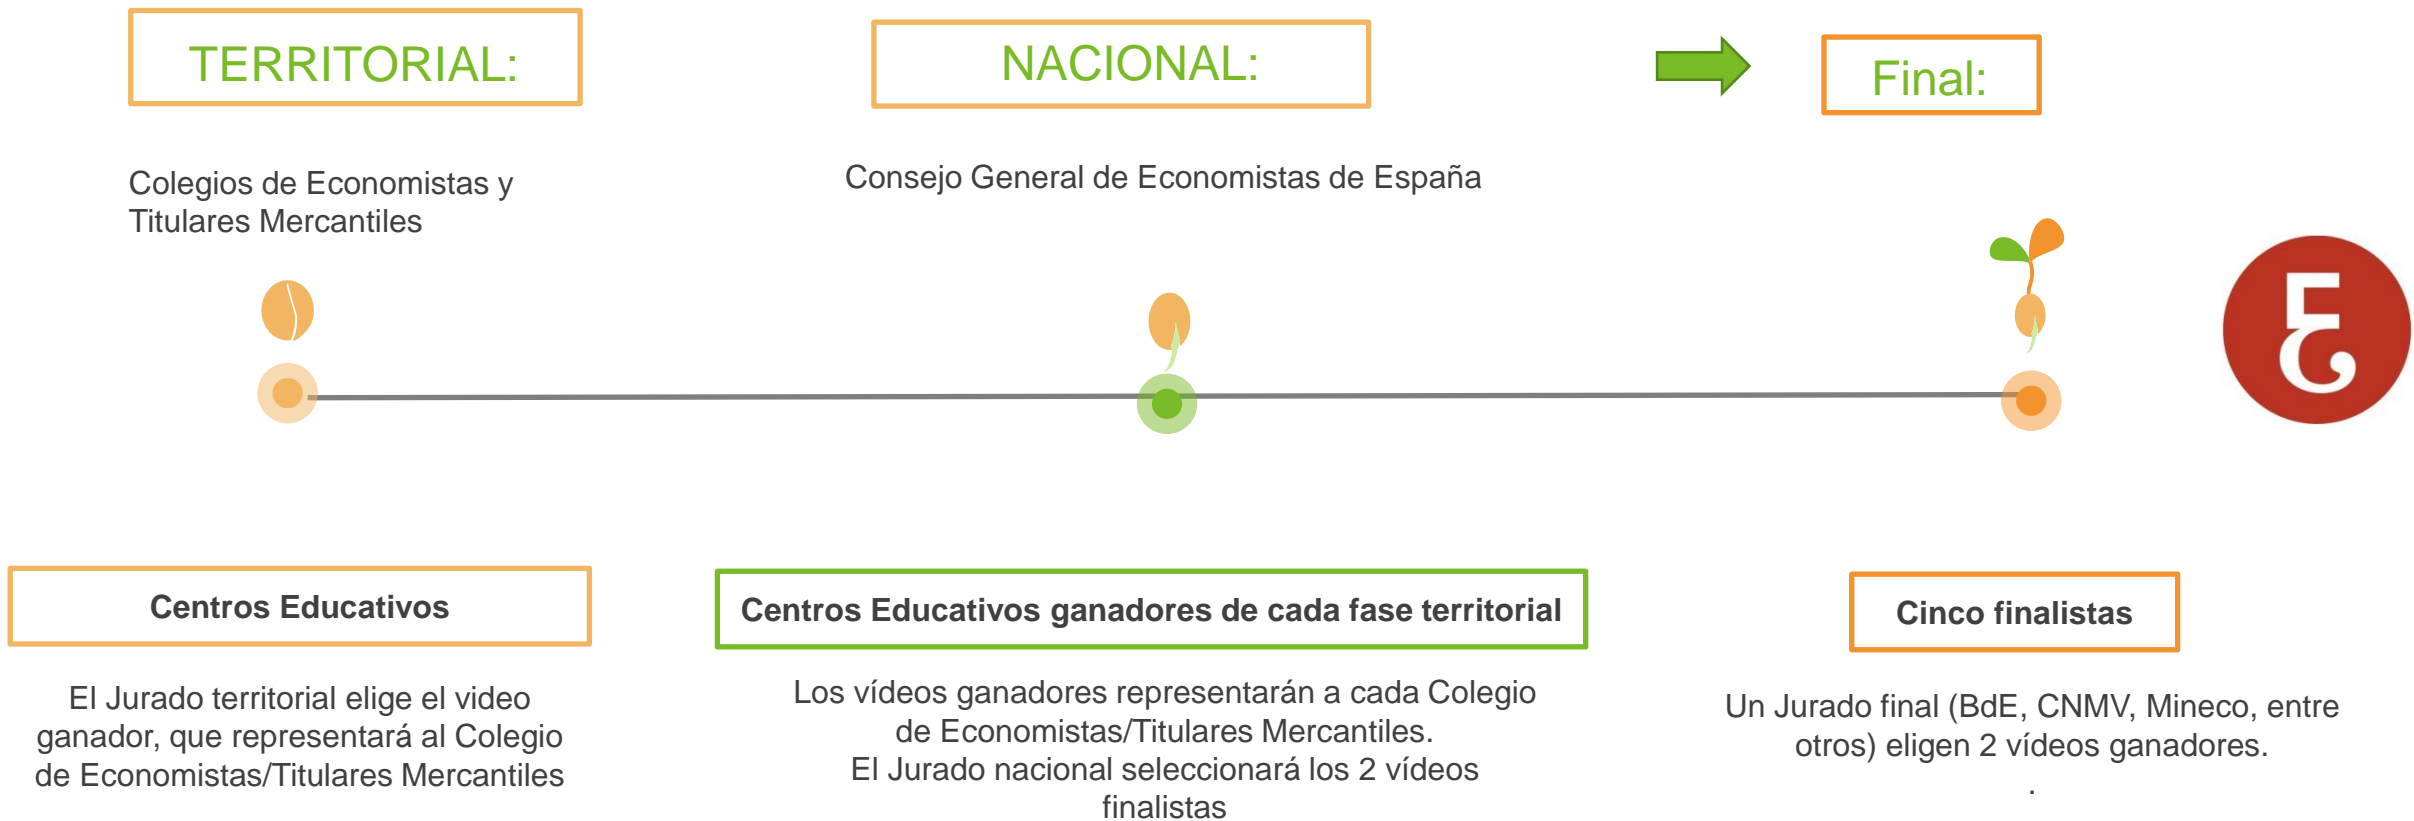 TERRITORIAL:
Colegios de Economistas y
Titulares Mercantiles
NACIONAL:
Consejo General de Economistas de España
Final:
Centros Educativos
El Jurado territorial elige el video
ganador, que representará al Colegio
de Economistas/Titulares Mercantiles
Centros Educativos ganadores de cada fase territorial
Los vídeos ganadores representarán a cada Colegio
de Economistas/Titulares Mercantiles.
El Jurado nacional seleccionará los 2 vídeos
finalistas
Cinco finalistas
Un Jurado final (BdE, CNMV, Mineco, entre
otros) eligen 2 vídeos ganadores.
.